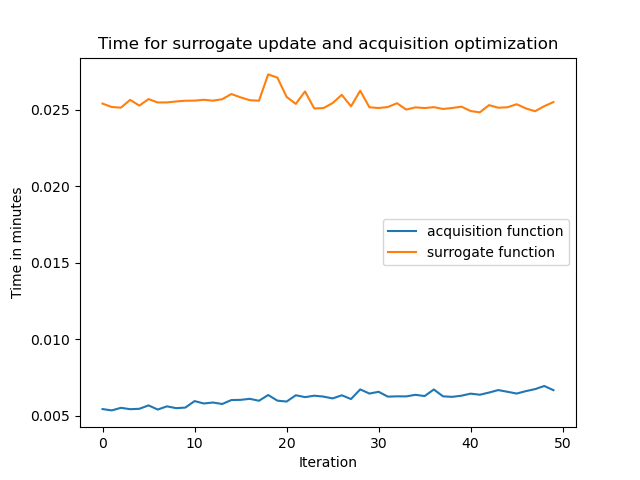 Time for surrogate update and acquisition optimization
0.025
0.020
0.015
0.010
0.005
Time in minutes
acquisition function
surrogate function
0 10 20 30 40 50
Iteration